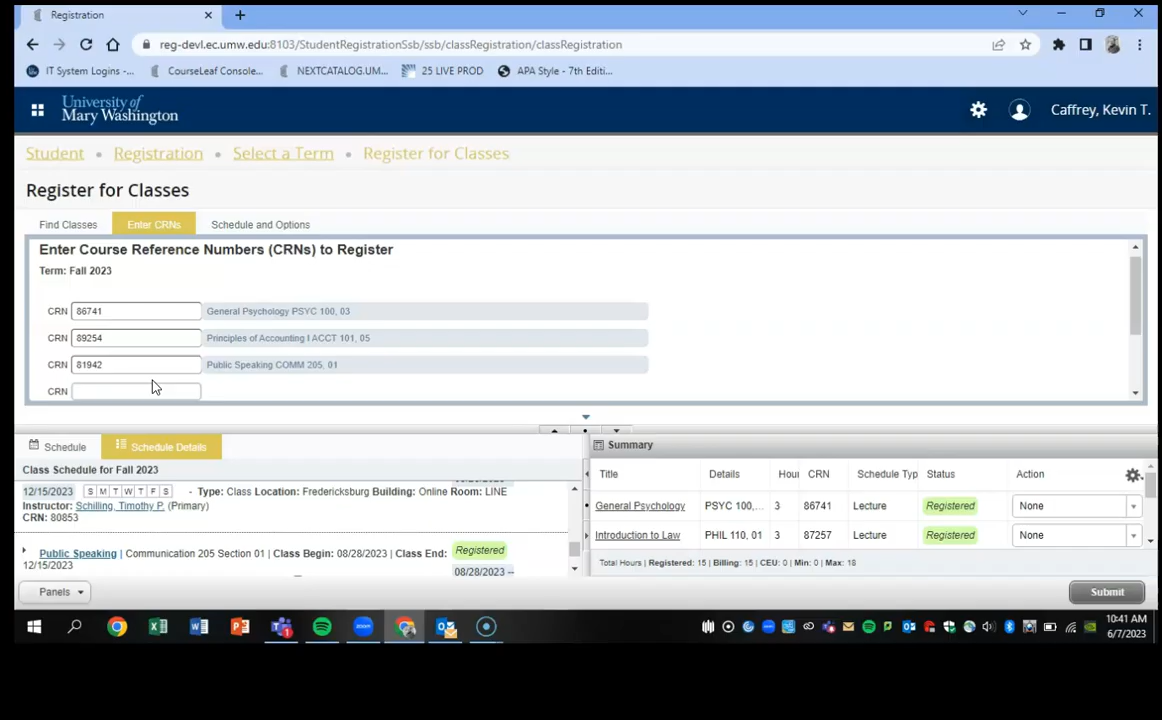 Registration
reg-devl.ec.umw.edu:8103/StudentRegistrationSsb/ssb/classRegistration/classRegistration
IT System Logins -...
CourseLeaf Console...
NEXTCATALOG.UM...
25 LIVE PROD
APA Style - 7th Editi...
University of
Mary Washington
Caffrey, Kevin T.
Student • Registration • Select a Term • Register for Classes
Register for Classes
Find Classes
Enter CRNs
Schedule and Options
Enter Course Reference Numbers (CRNs) to Register
Term: Fall 2023
CRN 86741 General Psychology PSYC 100, 03
CRN 89254 Principles of Accounting I ACCT 101, 05
CRN 81942 Public Speaking COMM 205, 01
CRN
Schedule
Schedule Details
Class Schedule for Fall 2023
12/15/2023 S M T W T F S - Type: Class Location: Fredericksburg Building: Online Room: LINE
Instructor: Schilling, Timothy P. (Primary)
CRN: 80853
Public Speaking | Communication 205 Section 01 | Class Begin: 08/28/2023 | Class End:
12/15/2023
Registered
08/28/2023 --
Summary
Title Details Hou CRN Schedule Typ Status Action
General Psychology PSYC 100,... 3 86741 Lecture Registered None
Introduction to Law PHIL 110, 01 3 87257 Lecture Registered None
Total Hours | Registered: 15 | Billing: 15 | CEU: 0 | Min: 0 | Max: 18
Panels
Submit
10:41 AM
6/7/2023